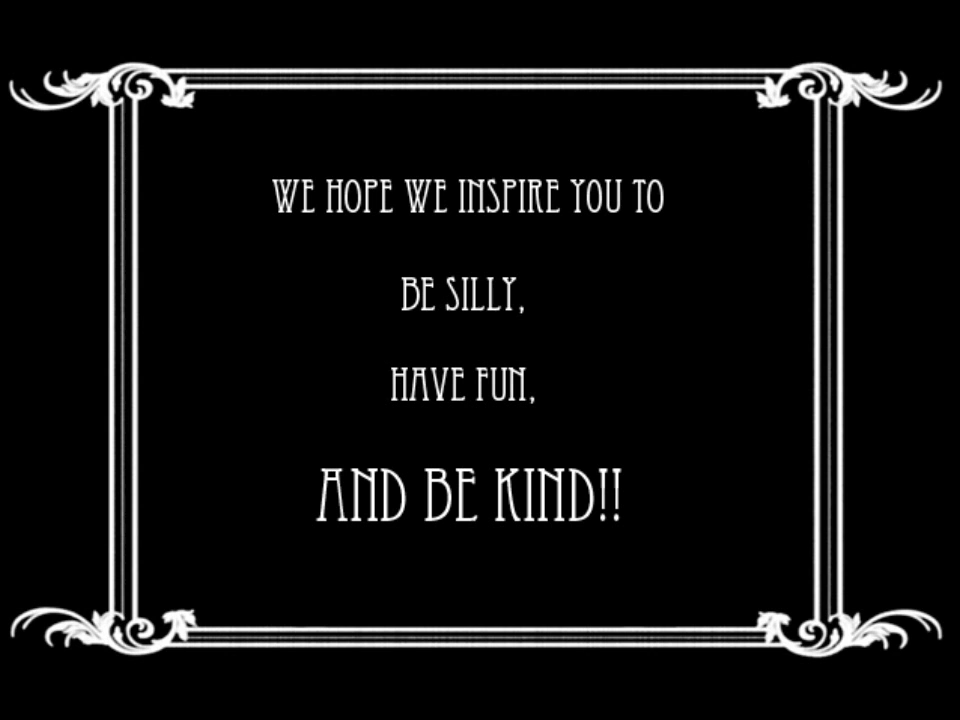 WE HOPE WE INSPIRE YOU TO
BE SILLY,
HAVE FUN,
AND BE KIND!!